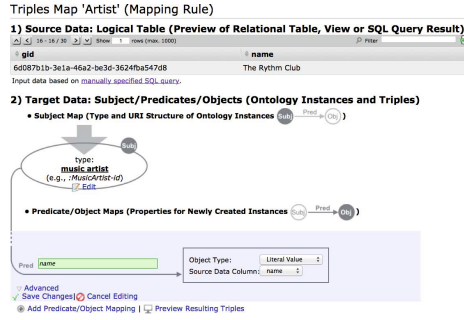 Triples Map 'Artist' (Mapping Rule)
1) Source Data: Logical Table (Preview of Relational Table, View or SQL Query Result)
16 - 16 / 30 Show 1 rows (max. 1000) Filter
gid name
6d087b1b-3e1a-46a2-be3d-3624fba547d8 The Rythm Club
Input data based on manually specified SQL query.
2) Target Data: Subject/Predicates/Objects (Ontology Instances and Triples)
• Subject Map (Type and URI Structure of Ontology Instances Subj Pred Obj )
Subj
type:
music artist
(e.g., :MusicArtist-id)
Edit
• Predicate/Object Maps (Properties for Newly Created Instances Subj Pred Obj )
Object Type: Literal Value
Pred name
Source Data Column: name
Advanced
Save Changes| Cancel Editing
Add Predicate/Object Mapping | Preview Resulting Triples